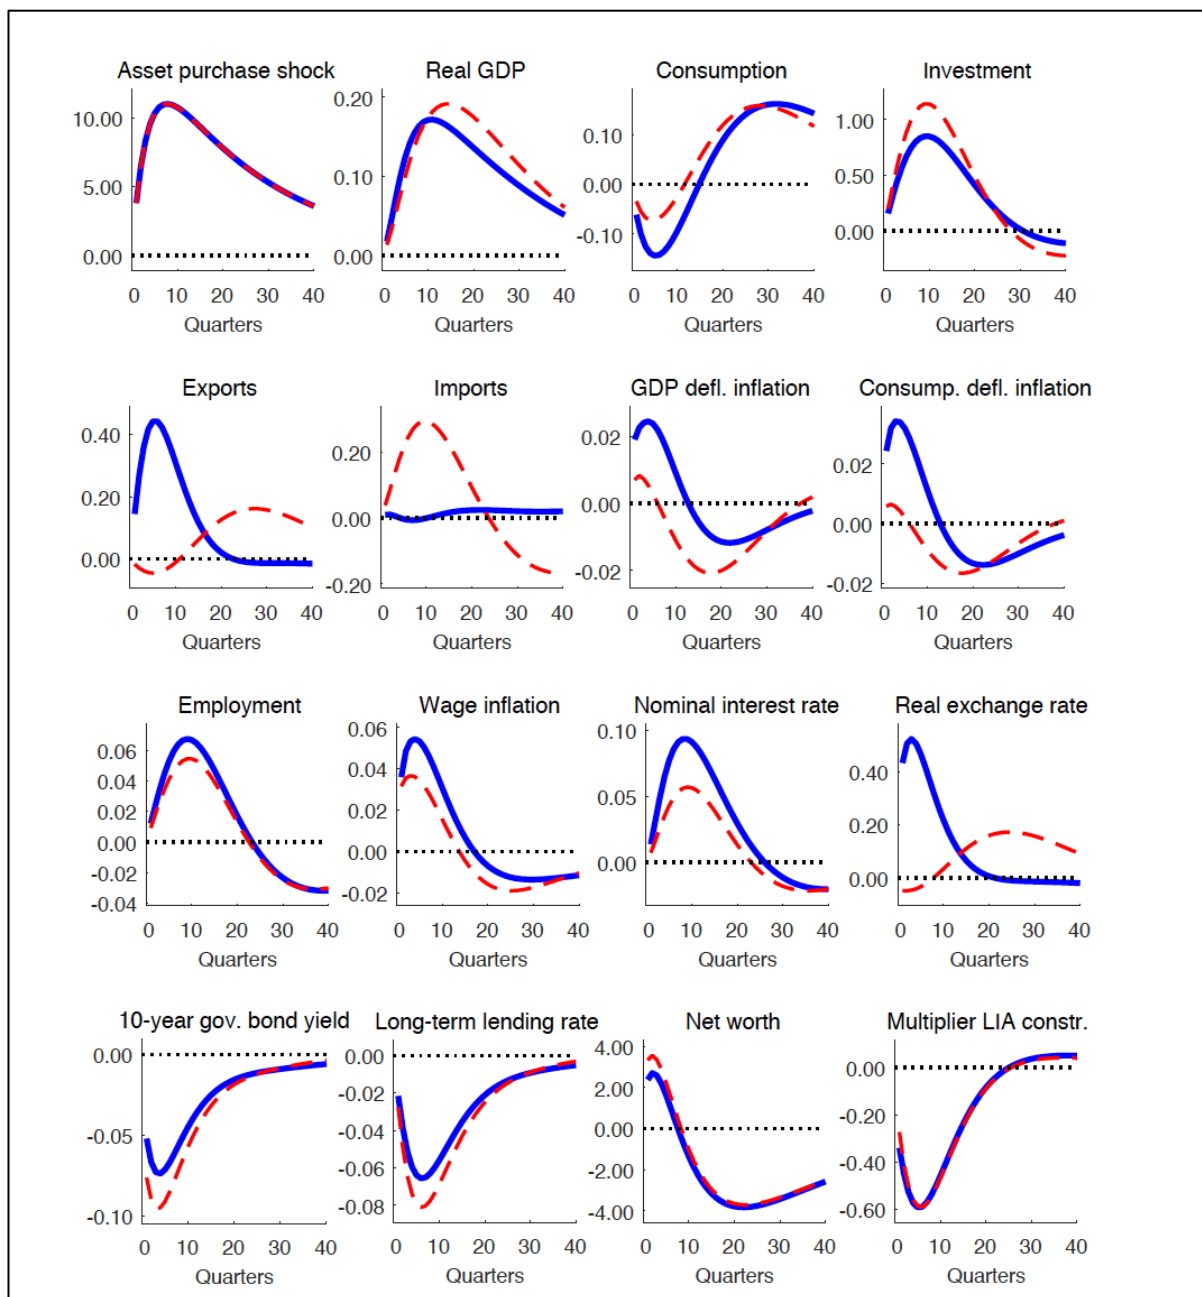 Asset purchase shock Real GDP Consumption Investment
10.00 5.00 0.00
0.20 0.10 0.00
0.10 0.00 -0.10
1.00 0.50 0.00
0 10 20 30 40 0 10 20 30 40 0 10 20 30 40 0 10 20 30 40
Quarters Quarters Quarters Quarters
Exports Imports GDP defl. inflation Consump. defl. inflation
0.40 0.20 0.00
0.20 0.00 -0.20
0.02 0.00 -0.02
0.02 0.00 -0.02
0 10 20 30 40 0 10 20 30 40 0 10 20 30 40 0 10 20 30 40
Quarters Quarters Quarters Quarters
Employment Wage inflation Nominal interest rate Real exchange rate
0.06 0.04 0.02 0.00 -0.02 -0.04
0.06 0.04 0.02 0.00 -0.02
0.10 0.05 0.00
0.40 0.20 0.00
0 10 20 30 40 0 10 20 30 40 0 10 20 30 40 0 10 20 30 40
Quarters Quarters Quarters Quarters
10-year gov. bond yield Long-term lending rate Net worth Multiplier LIA constr.
0.00 -0.05 -0.10
0.00 -0.02 -0.04 -0.06 -0.08
4.00 2.00 0.00 -2.00 -4.00
0.00 -0.20 -0.40 -0.60
0 10 20 30 40 0 10 20 30 40 0 10 20 30 40 0 10 20 30 40
Quarters Quarters Quarters Quarters